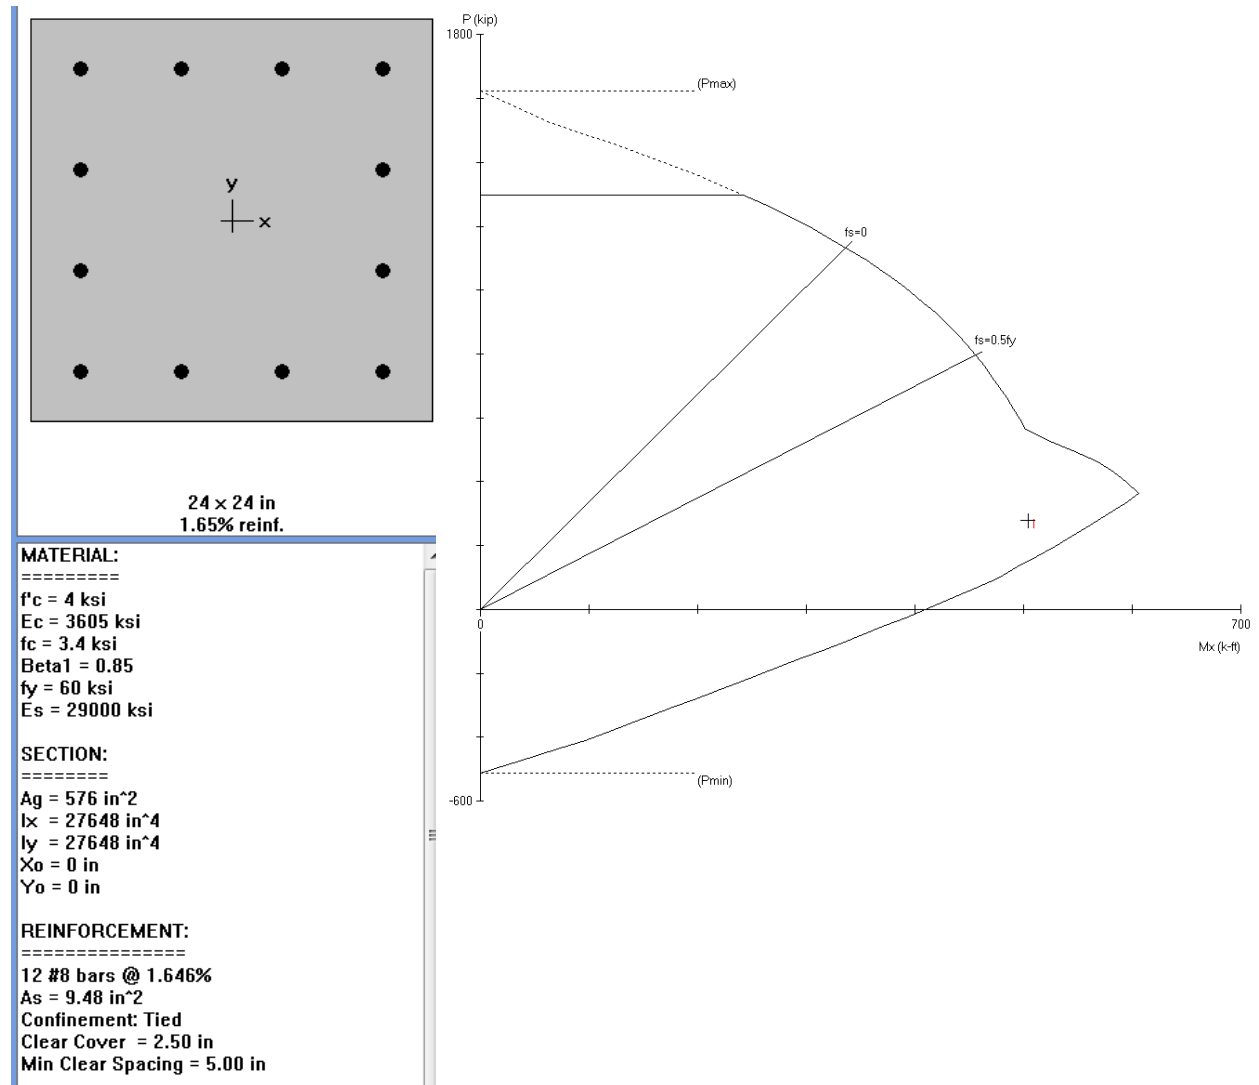 y
x
24 x 24 in
1.65% reinf.
MATERIAL:
=========
f'c = 4 ksi
Ec = 3605 ksi
fc = 3.4 ksi
Beta1 = 0.85
fy = 60 ksi
Es = 29000 ksi
SECTION:
========
Ag = 576 in^2
Ix = 27648 in^4
Iy = 27648 in^4
Xo = 0 in
Yo = 0 in
REINFORCEMENT:
===============
12 #8 bars @ 1.646%
As = 9.48 in^2
Confinement: Tied
Clear Cover = 2.50 in
Min Clear Spacing = 5.00 in
P (kip)
1800
(Pmax)
fs=0
fs=0.5fy
1
0
700
Mx (k-ft)
(Pmin)
-600